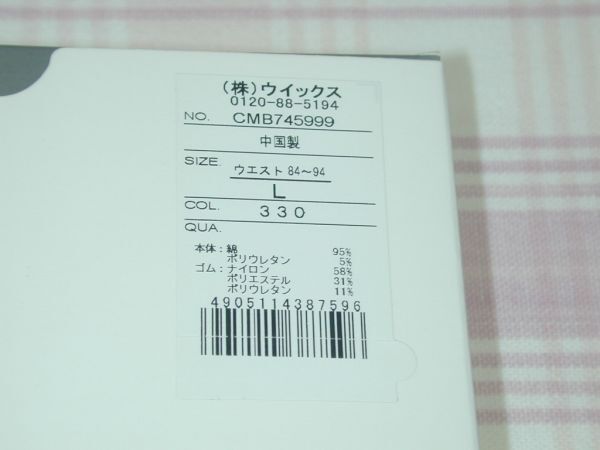 （株）ウイックス
0120-88-5194
NO. CMB745999
中国製
SIZE. ウエスト 84〜94
L
COL. 330
QUA.
本体：綿 95%
ポリウレタン 5%
ゴム：ナイロン 58%
ポリエステル 31%
ポリウレタン 11%
4905114387596